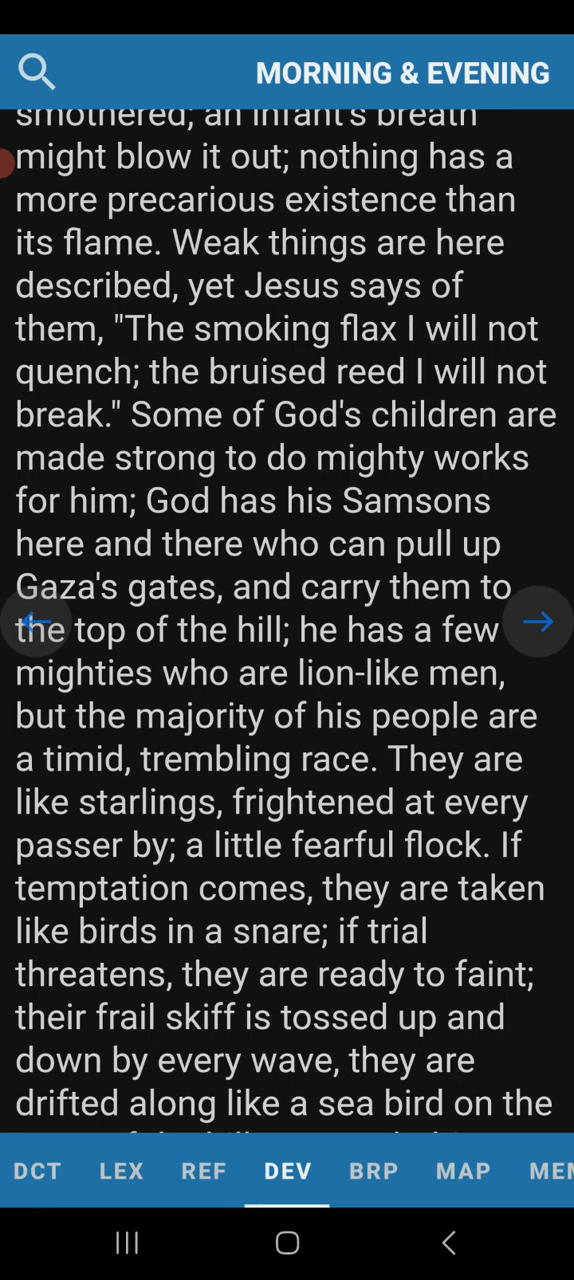 MORNING & EVENING
smothered; an infant's breath
might blow it out; nothing has a
more precarious existence than
its flame. Weak things are here
described, yet Jesus says of
them, "The smoking flax I will not
quench; the bruised reed I will not
break." Some of God's children are
made strong to do mighty works
for him; God has his Samsons
here and there who can pull up
Gaza's gates, and carry them to
the top of the hill; he has a few
mighties who are lion-like men,
but the majority of his people are
a timid, trembling race. They are
like starlings, frightened at every
passer by; a little fearful flock. If
temptation comes, they are taken
like birds in a snare; if trial
threatens, they are ready to faint;
their frail skiff is tossed up and
down by every wave, they are
drifted along like a sea bird on the
DCT LEX REF DEV BRP MAP MEM